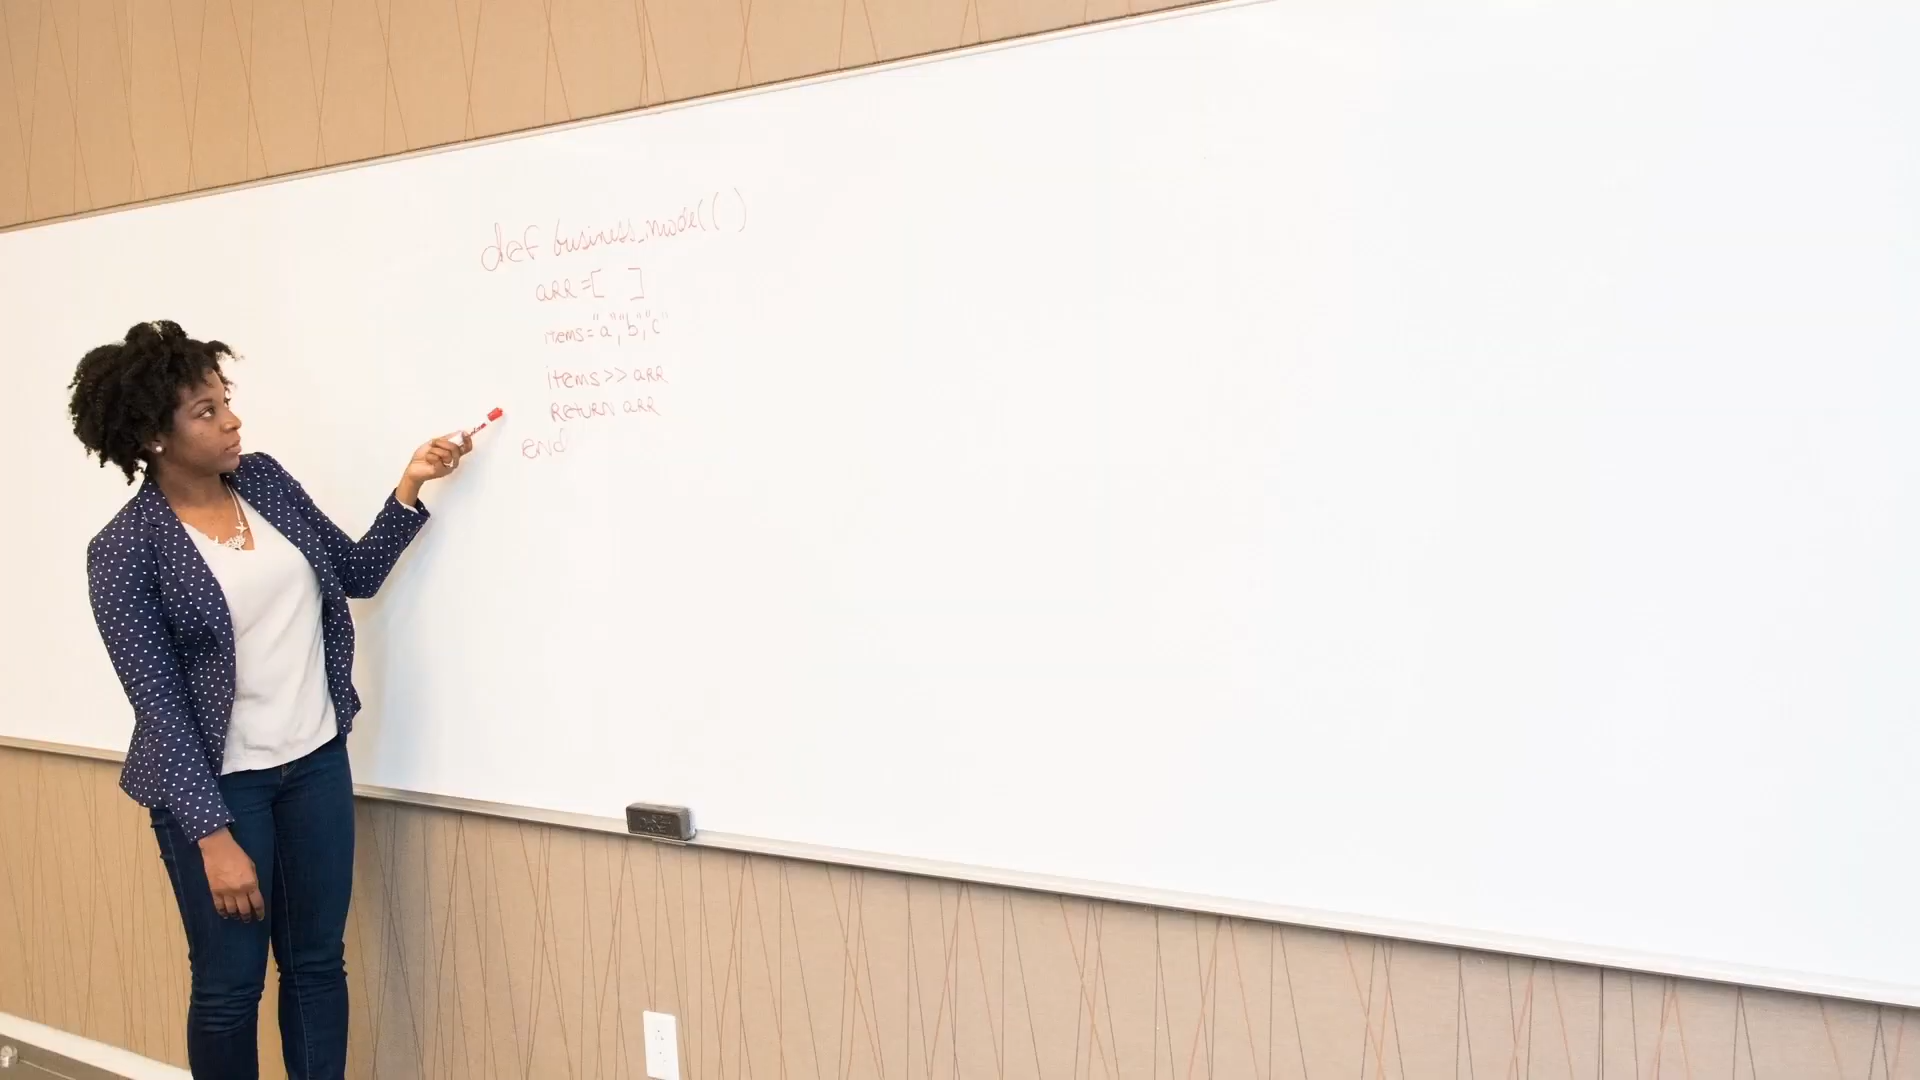 def business_model( )
arr = [ ]
items = "a", "b", "c"
items >> arr
return arr
end